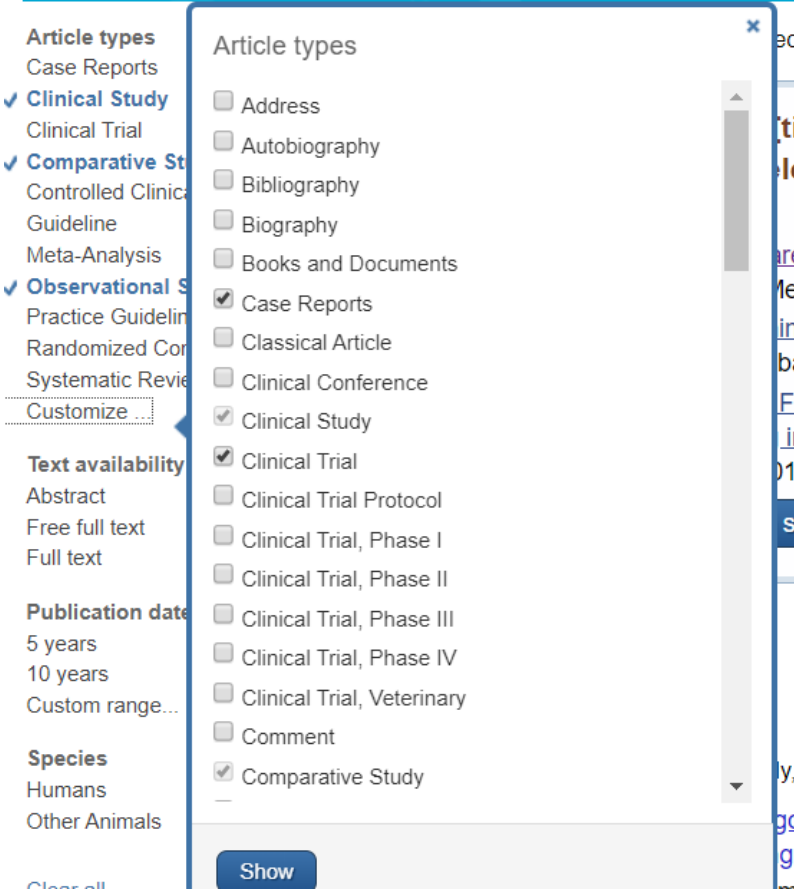 Article types
Case Reports
Clinical Study
Clinical Trial
Comparative St
Controlled Clinica
Guideline
Meta-Analysis
Observational S
Practice Guidelin
Randomized Cor
Systematic Revie
Customize ...
Text availability
Abstract
Free full text
Full text
Publication date
5 years
10 years
Custom range...
Species
Humans
Other Animals
Clear all
Article types
Address
Autobiography
Bibliography
Biography
Books and Documents
Case Reports
Classical Article
Clinical Conference
Clinical Study
Clinical Trial
Clinical Trial Protocol
Clinical Trial, Phase I
Clinical Trial, Phase II
Clinical Trial, Phase III
Clinical Trial, Phase IV
Clinical Trial, Veterinary
Comment
Comparative Study
Show